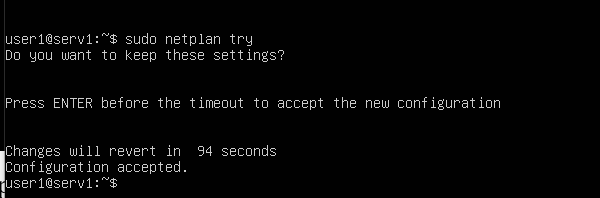 user1@serv1:~$ sudo netplan try
Do you want to keep these settings?
Press ENTER before the timeout to accept the new configuration
Changes will revert in  94 seconds
Configuration accepted.
user1@serv1:~$